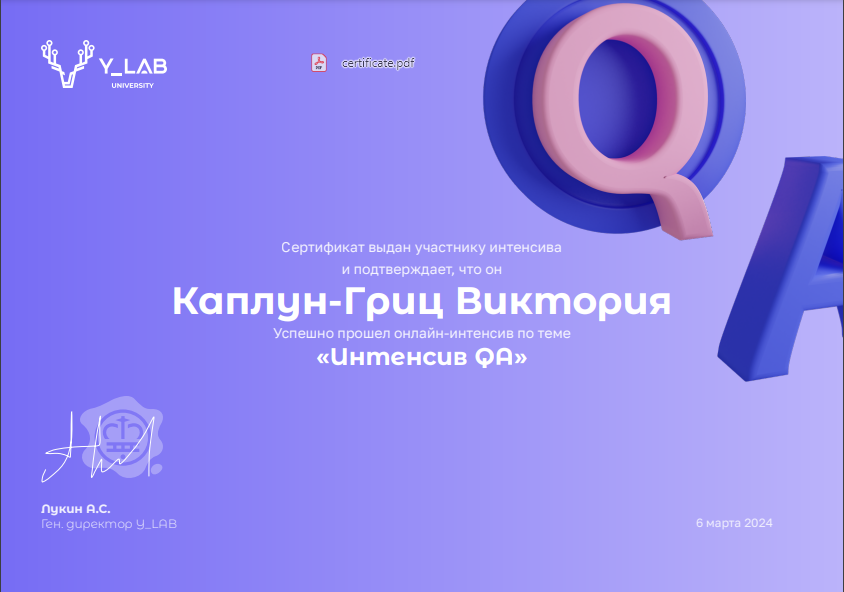 Y_LAB
UNIVERSITY
certificate.pdf
QA
Сертификат выдан участнику интенсива
и подтверждает, что он
Каплун-Гриц Виктория
Успешно прошел онлайн-интенсив по теме
«Интенсив QA»
Лукин А.С.
Ген. директор Y_LAB
6 марта 2024